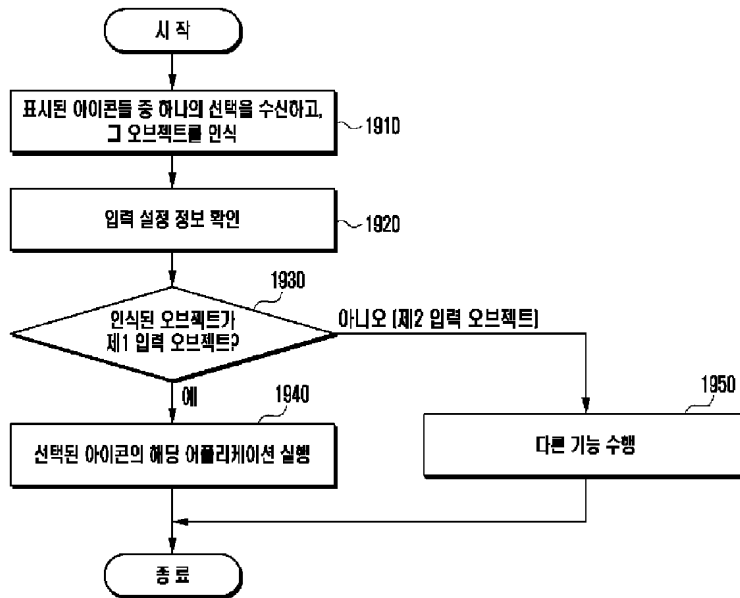 시 작
표시된 아이콘들 중 하나의 선택을 수신하고,
그 오브젝트를 인식
1910
입력 설정 정보 확인
1920
1930
인식된 오브젝트가
제1 입력 오브젝트?
아니오 (제2 입력 오브젝트)
예
1940
1950
선택된 아이콘의 해당 어플리케이션 실행
다른 기능 수행
종 료